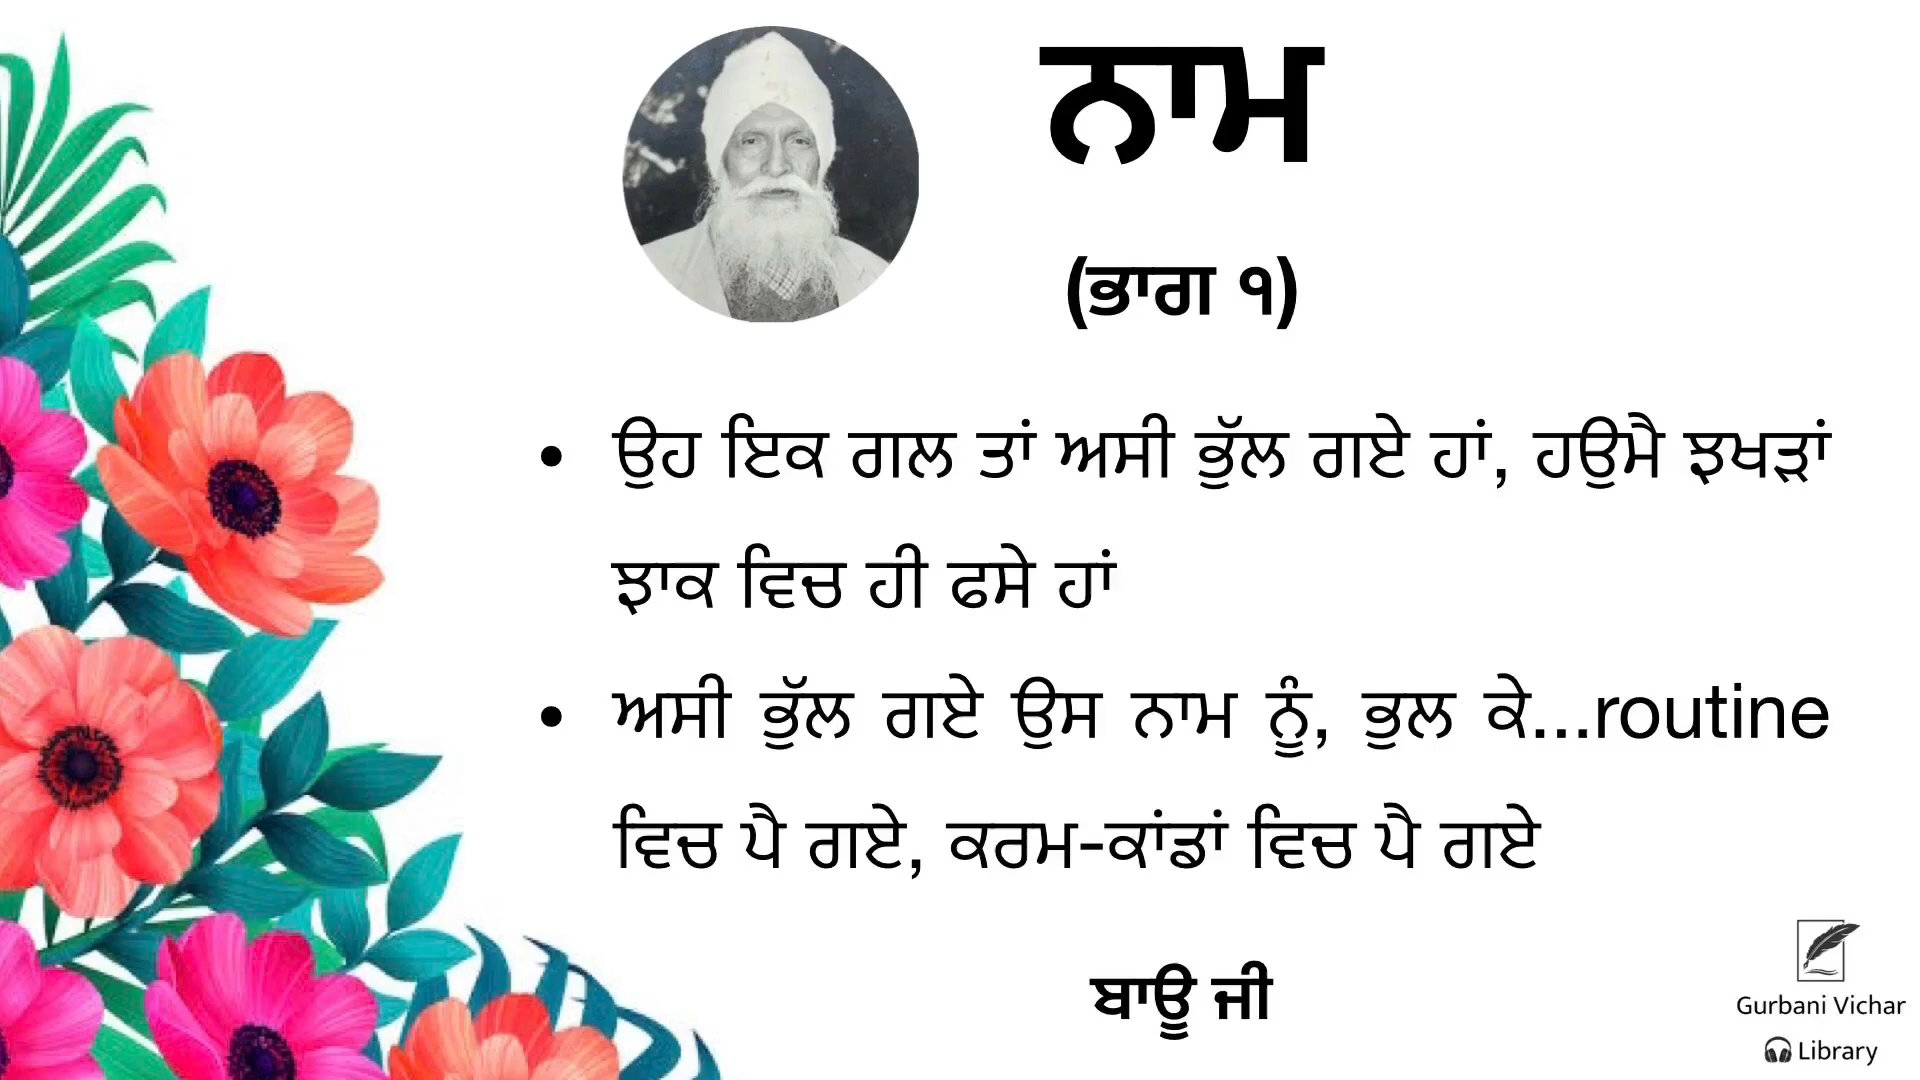 ਨਾਮ
(ਭਾਗ ੧)
• ਉਹ ਇਕ ਗਲ ਤਾਂ ਅਸੀ ਭੁੱਲ ਗਏ ਹਾਂ, ਹਉਮੈ ਝਖੜਾਂ
ਝਾਕ ਵਿਚ ਹੀ ਫਸੇ ਹਾਂ
• ਅਸੀ ਭੁੱਲ ਗਏ ਉਸ ਨਾਮ ਨੂੰ, ਭੁਲ ਕੇ...routine
ਵਿਚ ਪੈ ਗਏ, ਕਰਮ-ਕਾਂਡਾਂ ਵਿਚ ਪੈ ਗਏ
ਬਾਊ ਜੀ
Gurbani Vichar
Library